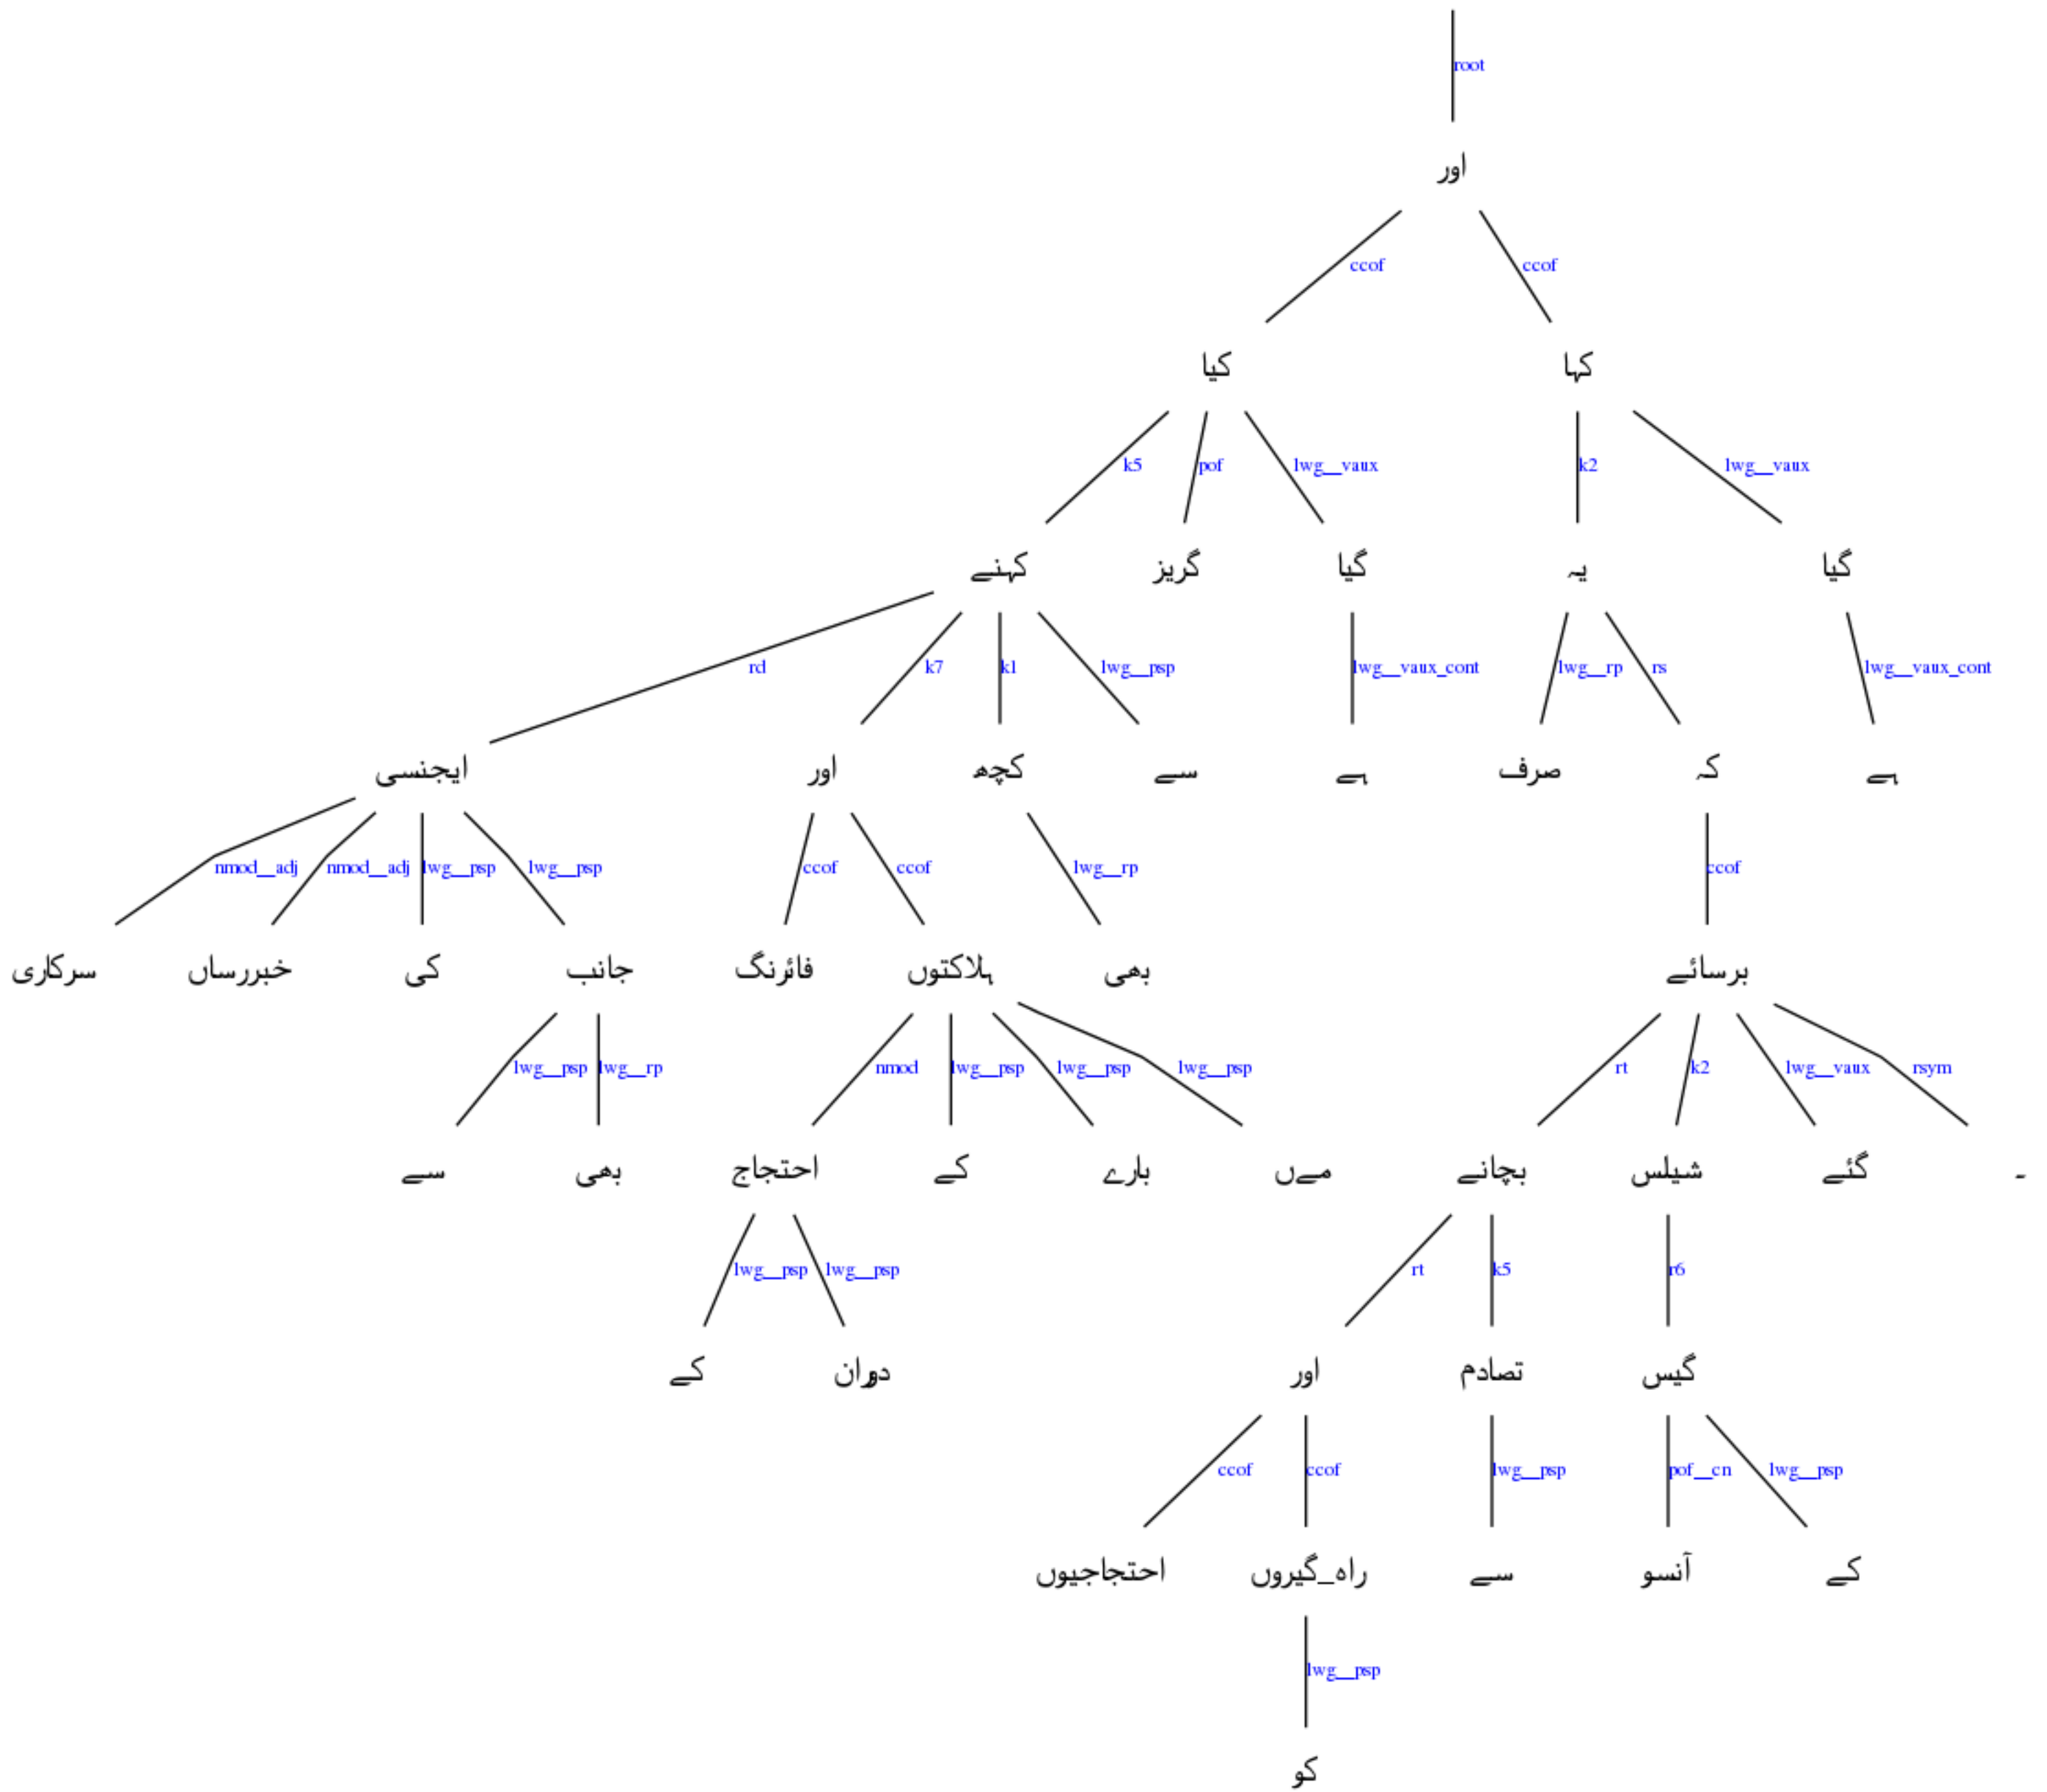 root
اور
ccof ccof
کیا کہا
k5 pof lwg__vaux k2 lwg__vaux
کہنے گریز گیا یہ گیا
rd k7 k1 lwg__psp lwg__vaux_cont lwg__rp rs lwg__vaux_cont
ایجنسی اور کچھ سے ہے صرف کہ ہے
nmod__adj nmod__adj lwg__psp lwg__psp ccof ccof lwg__rp ccof
سرکاری خبررساں کی جانب فائرنگ ہلاکتوں بھی برسائے
lwg__psp lwg__rp nmod lwg__psp lwg__psp lwg__psp rt k2 lwg__vaux rsym
سے بھی احتجاج کے بارے مےں بچانے شیلس گئے ۔
lwg__psp lwg__psp rt k5 r6
کے دوران اور تصادم گیس
ccof ccof lwg__psp pof__cn lwg__psp
احتجاجیوں راہ_گیروں سے آنسو کے
lwg__psp
کو